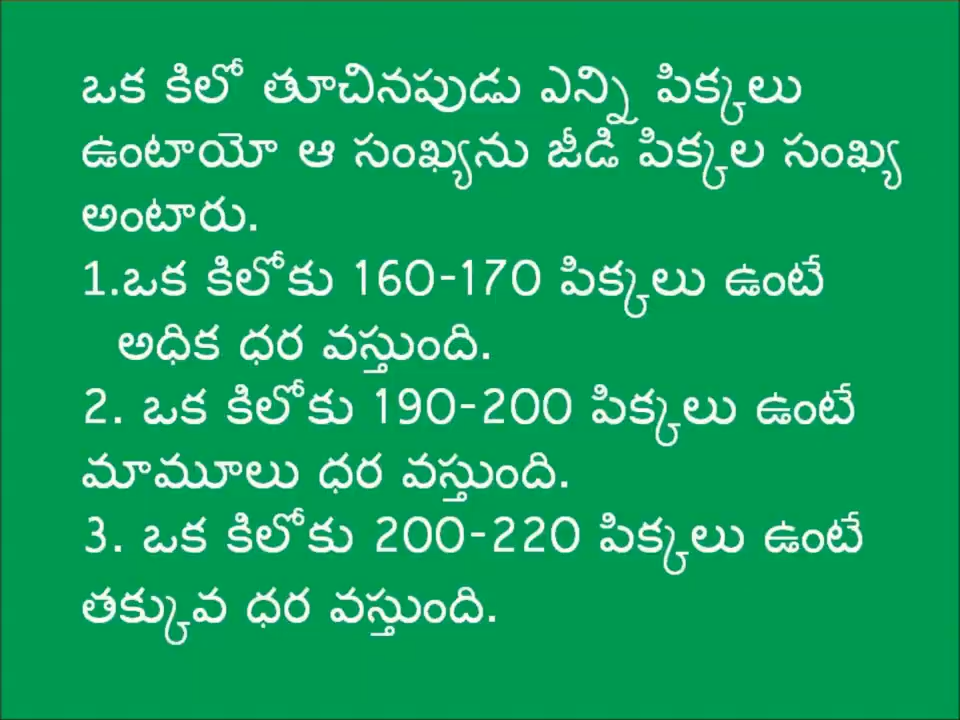 ఒక కిలో తూచినపుడు ఎన్ని పిక్కలు
ఉంటాయో ఆ సంఖ్యను జీడి పిక్కల సంఖ్య
అంటారు.
1.ఒక కిలోకు 160-170 పిక్కలు ఉంటే
అధిక ధర వస్తుంది.
2. ఒక కిలోకు 190-200 పిక్కలు ఉంటే
మామూలు ధర వస్తుంది.
3. ఒక కిలోకు 200-220 పిక్కలు ఉంటే
తక్కువ ధర వస్తుంది.